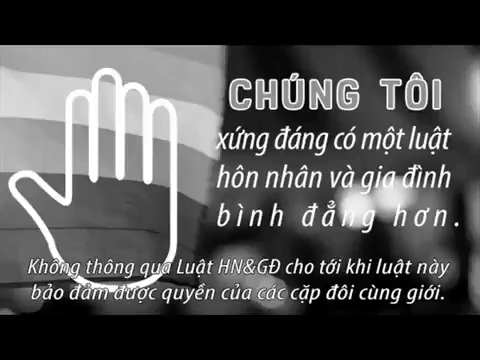 CHÚNG TÔI
xứng đáng có một luật
hôn nhân và gia đình
bình đẳng hơn.
Không thông qua Luật HN&GĐ cho tới khi luật này
bảo đảm được quyền của các cặp đôi cùng giới.